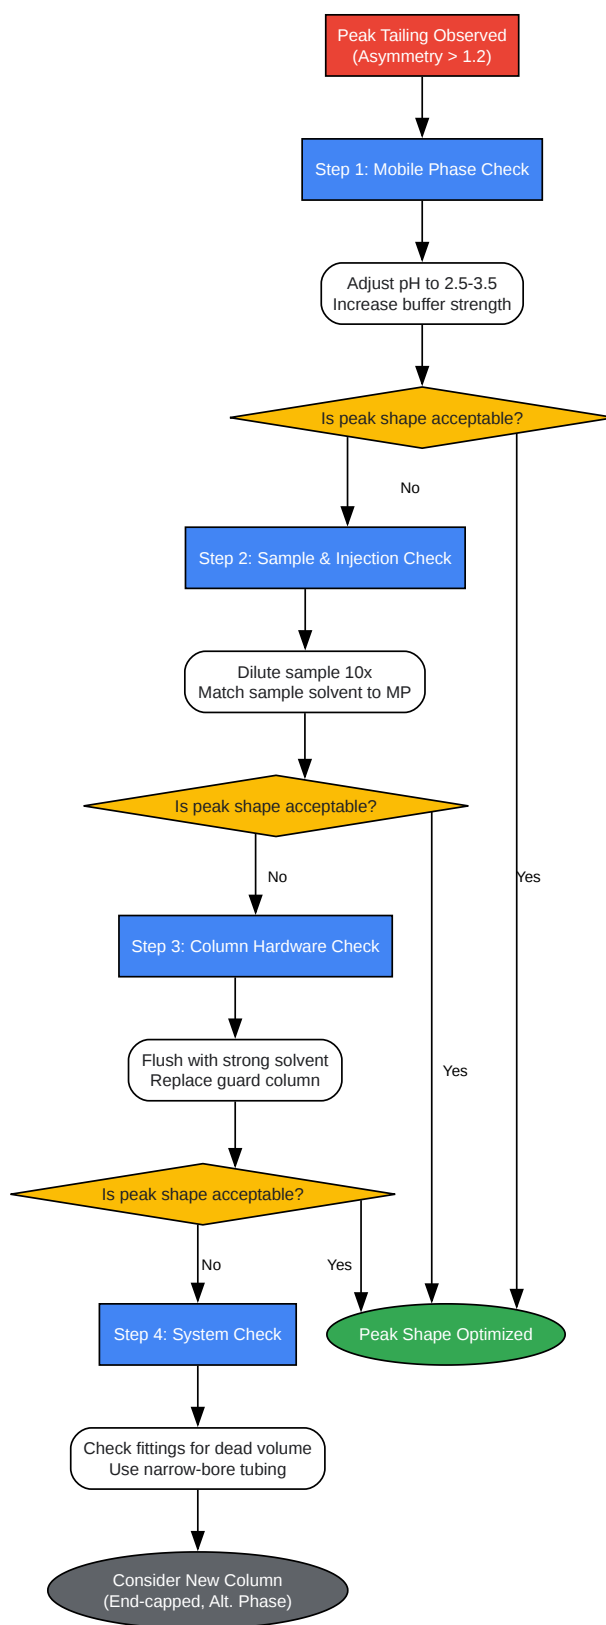 Peak Tailing Observed
(Asymmetry > 1.2)
Step 1: Mobile Phase Check
Adjust pH to 2.5-3.5
Increase buffer strength
Is peak shape acceptable?
No
Step 2: Sample & Injection Check
Dilute sample 10x
Match sample solvent to MP
Is peak shape acceptable?
No
Yes
Step 3: Column Hardware Check
Flush with strong solvent
Replace guard column
Yes
Is peak shape acceptable?
No
Yes
Step 4: System Check
Peak Shape Optimized
Check fittings for dead volume
Use narrow-bore tubing
Consider New Column
(End-capped, Alt. Phase)